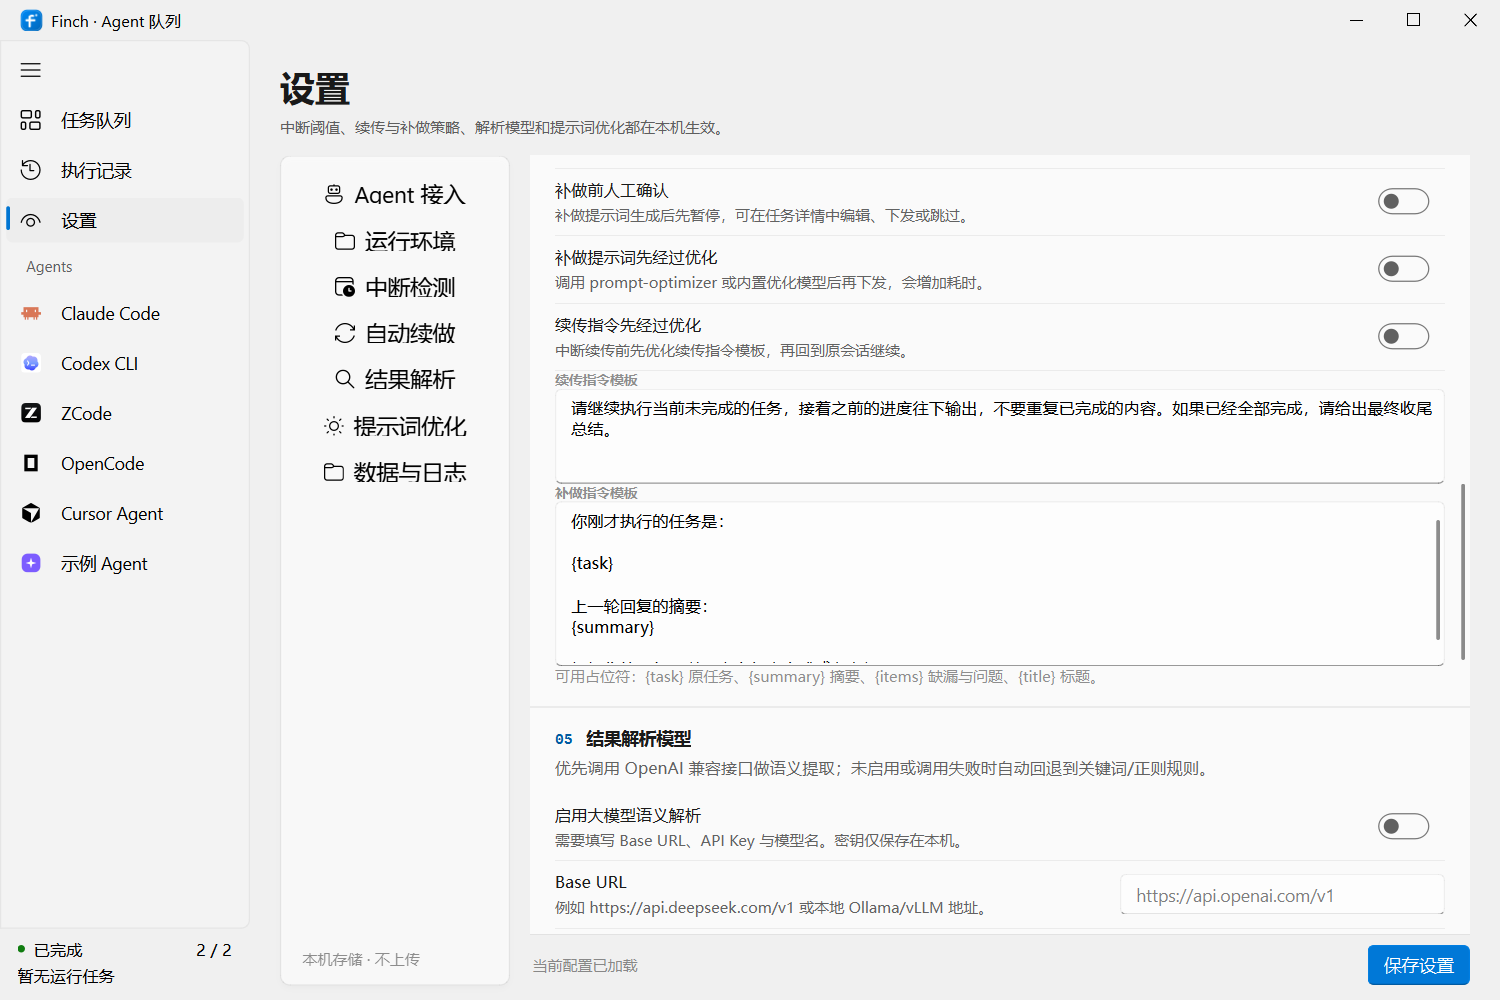 Finch · Agent 队列
任务队列
执行记录
设置
Agents
Claude Code
Codex CLI
ZCode
OpenCode
Cursor Agent
示例 Agent
已完成
2 / 2
暂无运行任务
设置
中断阈值、续传与补做策略、解析模型和提示词优化都在本机生效。
Agent 接入
运行环境
中断检测
自动续做
结果解析
提示词优化
数据与日志
本机存储 · 不上传
补做前人工确认
补做提示词生成后先暂停，可在任务详情中编辑、下发或跳过。
补做提示词先经过优化
调用 prompt-optimizer 或内置优化模型后再下发，会增加耗时。
续传指令先经过优化
中断续传前先优化续传指令模板，再回到原会话继续。
续传指令模板
请继续执行当前未完成的任务，接着之前的进度往下输出，不要重复已完成的内容。如果已经全部完成，请给出最终收尾
总结。
补做指令模板
你刚才执行的任务是：
{task}
上一轮回复的摘要：
{summary}
可用占位符：{task} 原任务、{summary} 摘要、{items} 缺漏与问题、{title} 标题。
05 结果解析模型
优先调用 OpenAI 兼容接口做语义提取；未启用或调用失败时自动回退到关键词/正则规则。
启用大模型语义解析
需要填写 Base URL、API Key 与模型名。密钥仅保存在本机。
Base URL
例如 https://api.deepseek.com/v1 或本地 Ollama/vLLM 地址。
https://api.openai.com/v1
当前配置已加载
保存设置